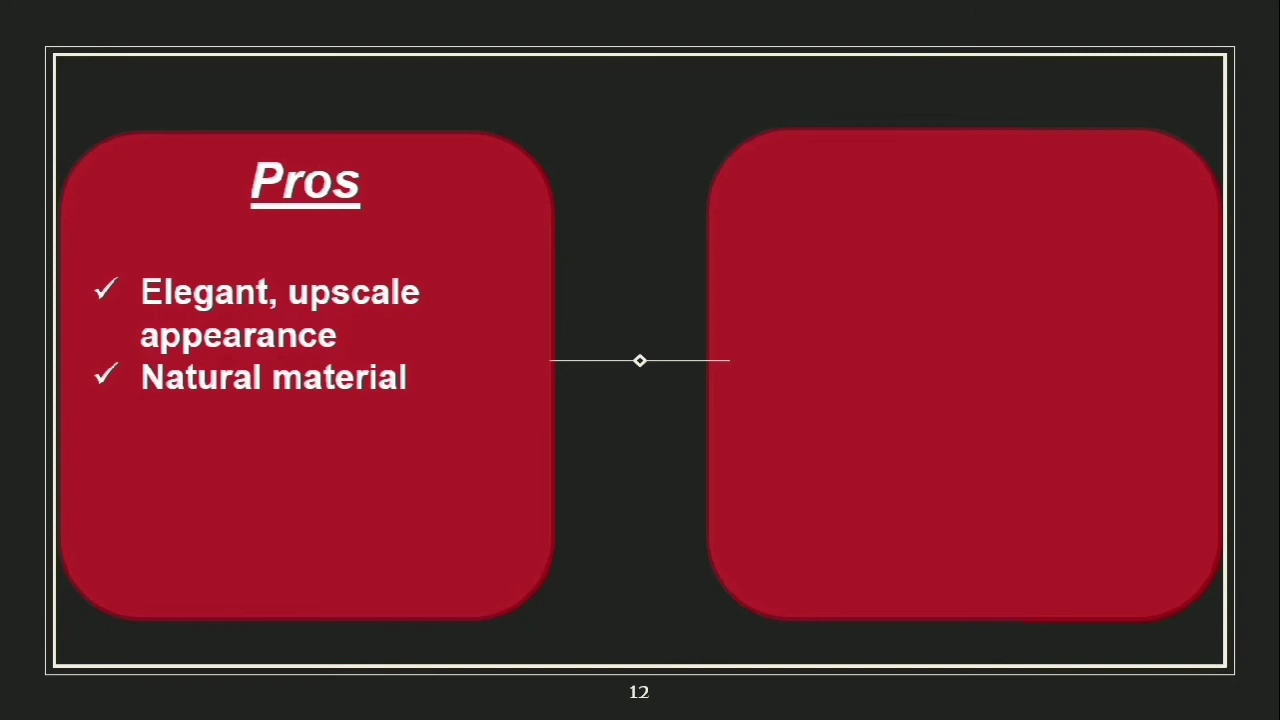 Pros
✓ Elegant, upscale
appearance
✓ Natural material
12